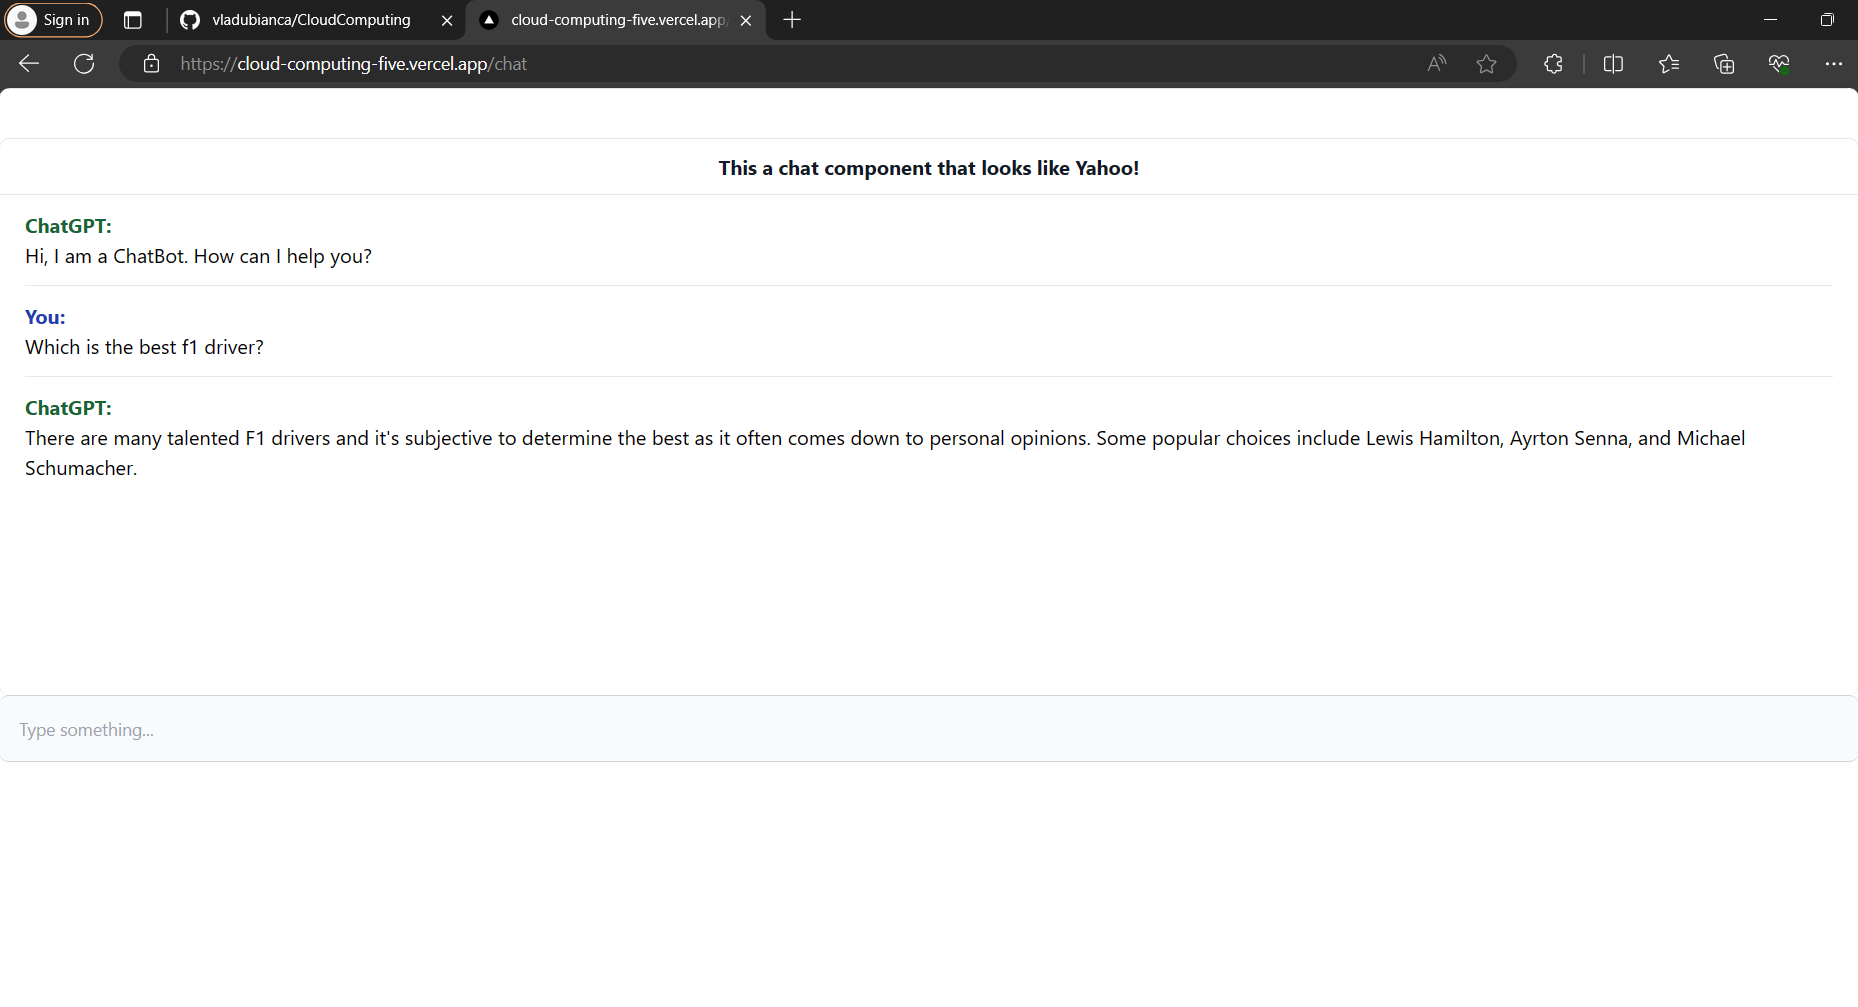 Sign in
vladubianca/CloudComputing
cloud-computing-five.vercel.app/
https://cloud-computing-five.vercel.app/chat
This a chat component that looks like Yahoo!
ChatGPT:
Hi, I am a ChatBot. How can I help you?
You:
Which is the best f1 driver?
ChatGPT:
There are many talented F1 drivers and it's subjective to determine the best as it often comes down to personal opinions. Some popular choices include Lewis Hamilton, Ayrton Senna, and Michael
Schumacher.
Type something...